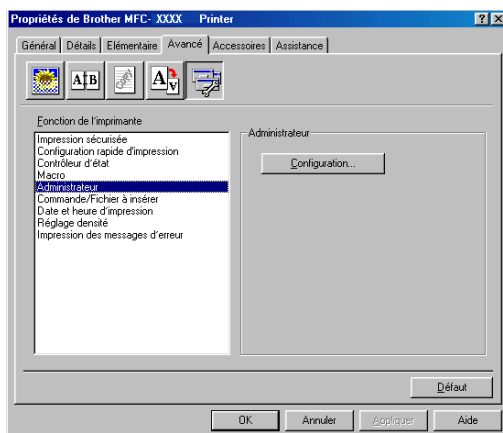 Propriétés de Brother MFC- XXXX Printer
Général Détails Elémentaire Avancé Accessoires Assistance
A B
A A
Fonction de l'imprimante
Impression sécurisée
Configuration rapide d'impression
Contrôleur d'état
Macro
Administrateur
Commande/Fichier à insérer
Date et heure d'impression
Réglage densité
Impression des messages d'erreur
Administrateur
Configuration...
Défaut
OK Annuler Appliquer Aide